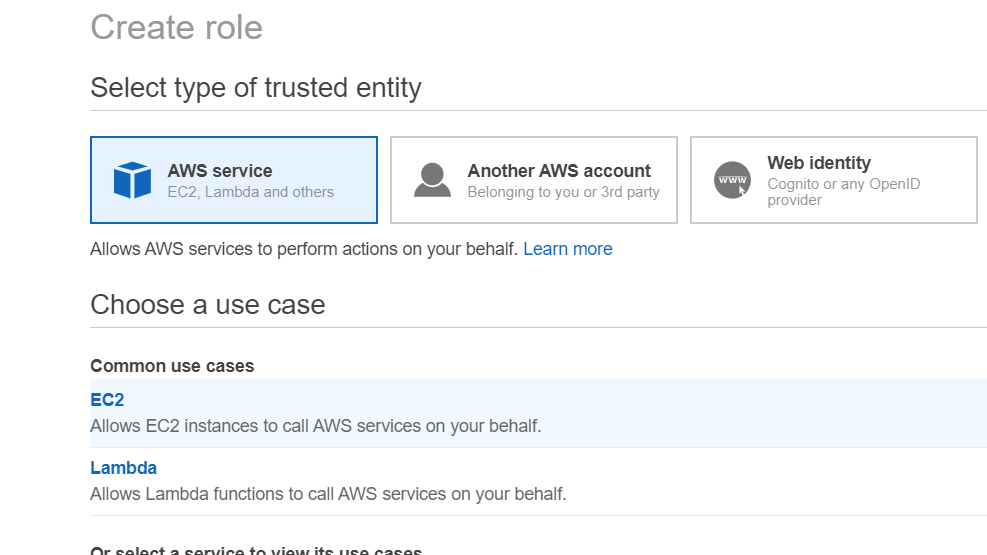 Create role
Select type of trusted entity
AWS service
EC2, Lambda and others
Another AWS account
Belonging to you or 3rd party
www
Web identity
Cognito or any OpenID
provider
Allows AWS services to perform actions on your behalf. Learn more
Choose a use case
Common use cases
EC2
Allows EC2 instances to call AWS services on your behalf.
Lambda
Allows Lambda functions to call AWS services on your behalf.
Or select a service to view its use cases